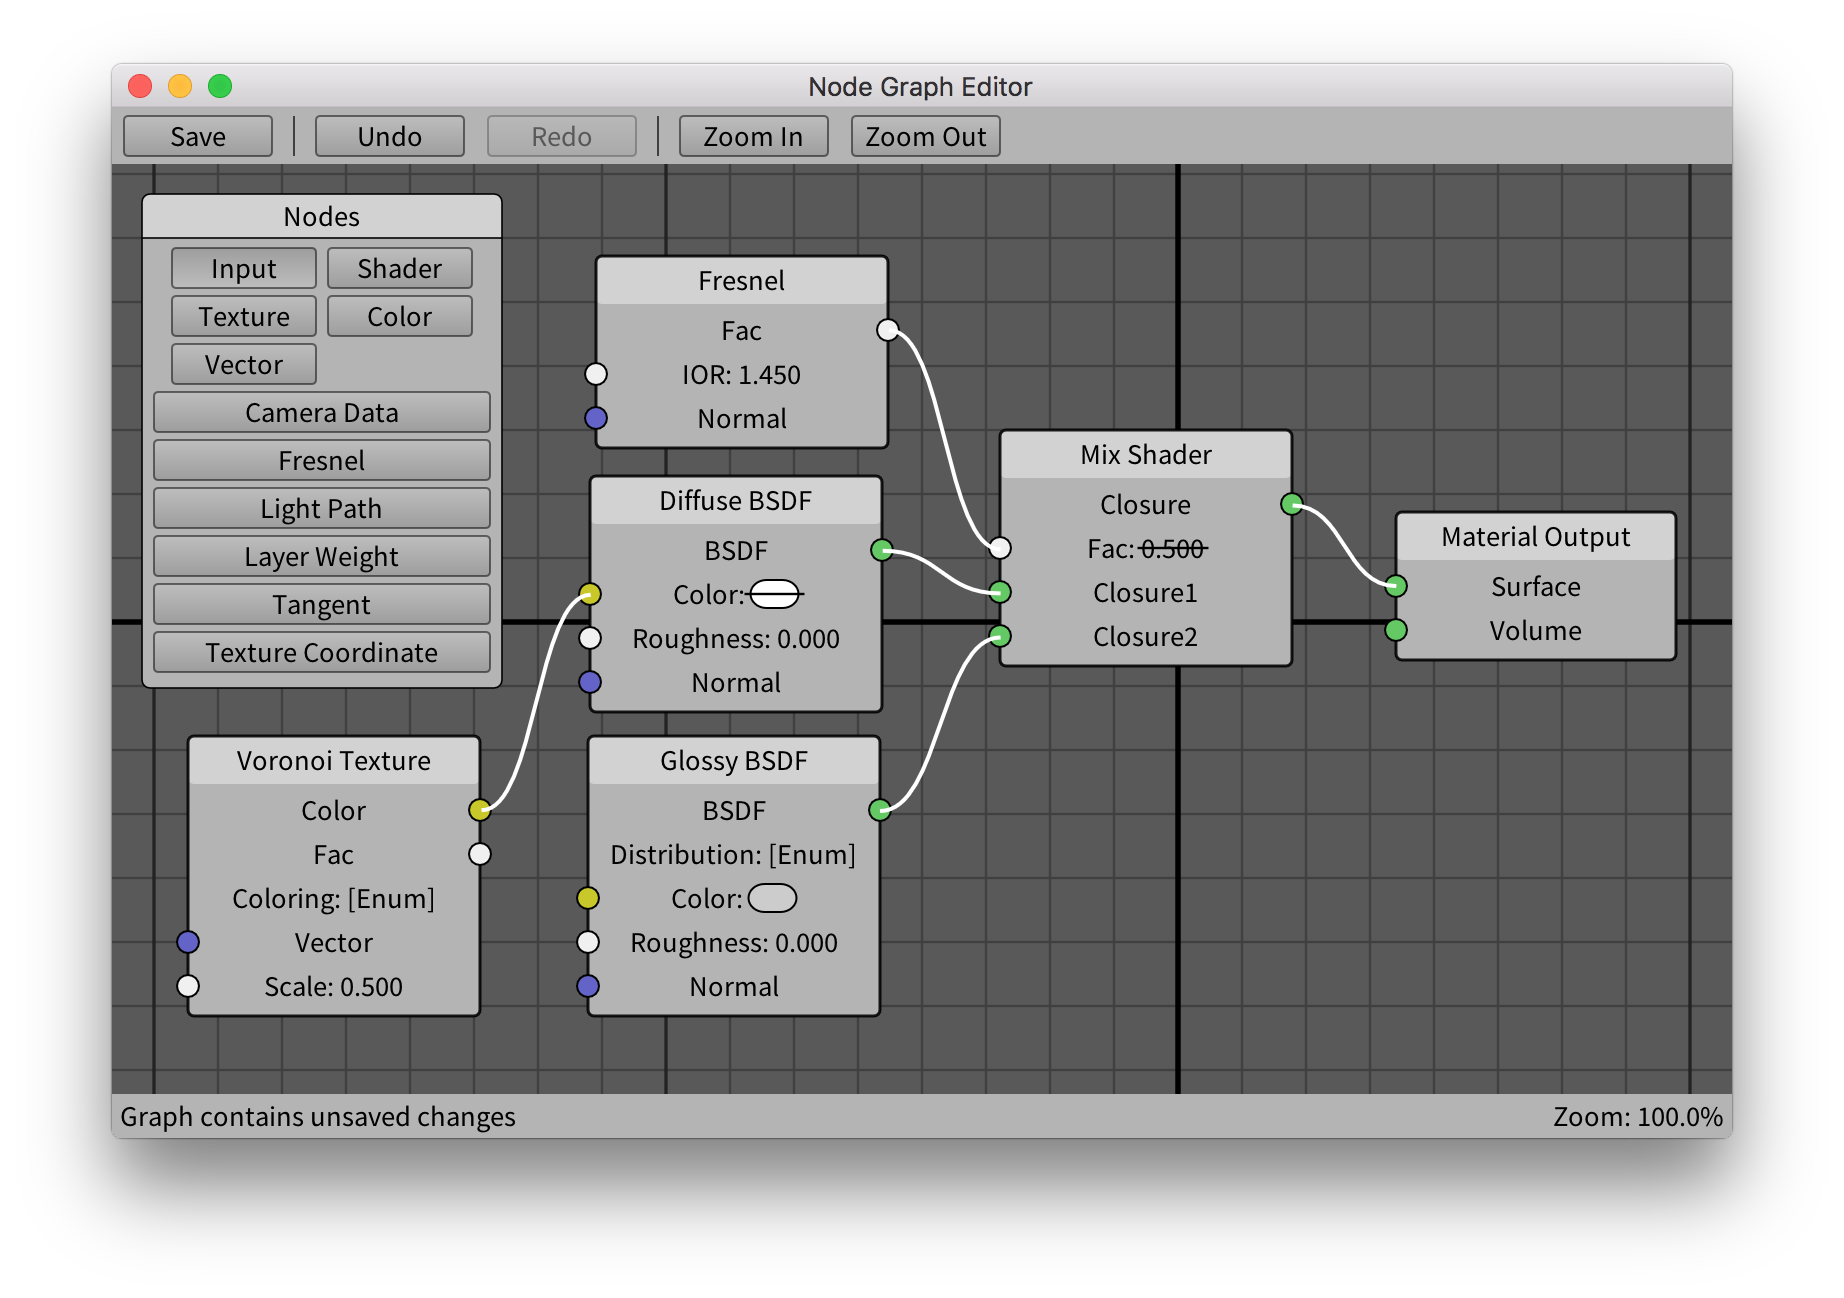 Node Graph Editor
Save Undo Redo Zoom In Zoom Out
Nodes
Input Shader
Texture Color
Vector
Camera Data
Fresnel
Light Path
Layer Weight
Tangent
Texture Coordinate
Fresnel
Fac
IOR: 1.450
Normal
Diffuse BSDF
BSDF
Color:
Roughness: 0.000
Normal
Voronoi Texture
Color
Fac
Coloring: [Enum]
Vector
Scale: 0.500
Glossy BSDF
BSDF
Distribution: [Enum]
Color:
Roughness: 0.000
Normal
Mix Shader
Closure
Fac: 0.500
Closure1
Closure2
Material Output
Surface
Volume
Graph contains unsaved changes
Zoom: 100.0%